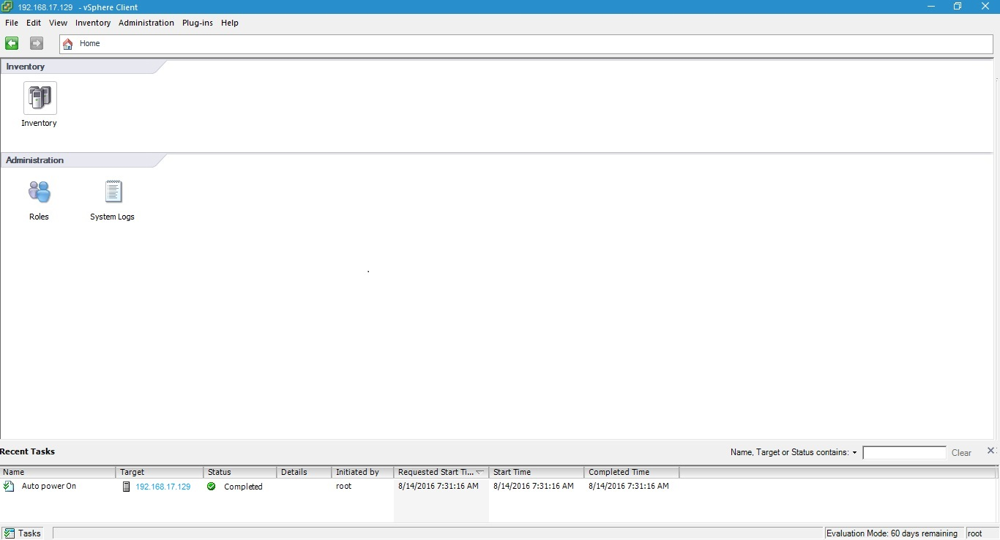 192.168.17.129 - vSphere Client
File Edit View Inventory Administration Plug-ins Help
Home
Inventory
Inventory
Administration
Roles System Logs
Recent Tasks Name, Target or Status contains: Clear
Name Target Status Details Initiated by Requested Start Ti... Start Time Completed Time
Auto power On 192.168.17.129 Completed root 8/14/2016 7:31:16 AM 8/14/2016 7:31:16 AM 8/14/2016 7:31:16 AM
Tasks Evaluation Mode: 60 days remaining root